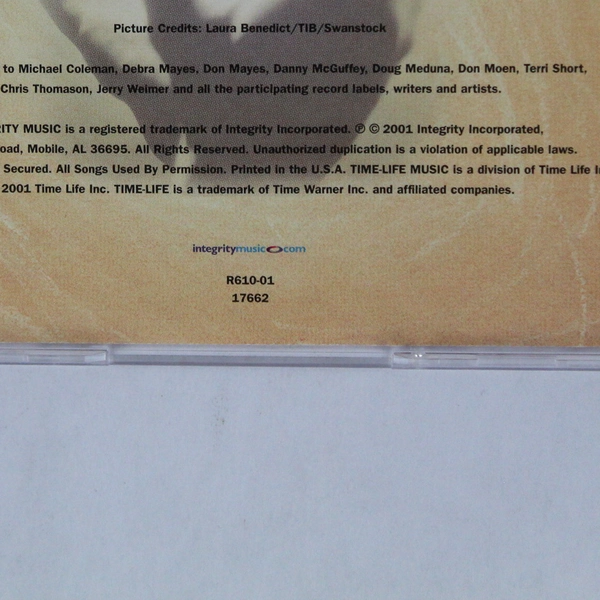 Picture Credits: Laura Benedict/TIB/Swanstock
to Michael Coleman, Debra Mayes, Don Mayes, Danny McGuffey, Doug Meduna, Don Moen, Terri Short,
Chris Thomason, Jerry Weimer and all the participating record labels, writers and artists.
RITY MUSIC is a registered trademark of Integrity Incorporated. ℗ © 2001 Integrity Incorporated,
oad, Mobile, AL 36695. All Rights Reserved. Unauthorized duplication is a violation of applicable laws.
Secured. All Songs Used By Permission. Printed in the U.S.A. TIME-LIFE MUSIC is a division of Time Life I
2001 Time Life Inc. TIME-LIFE is a trademark of Time Warner Inc. and affiliated companies.
integritymusic.com
R610-01
17662